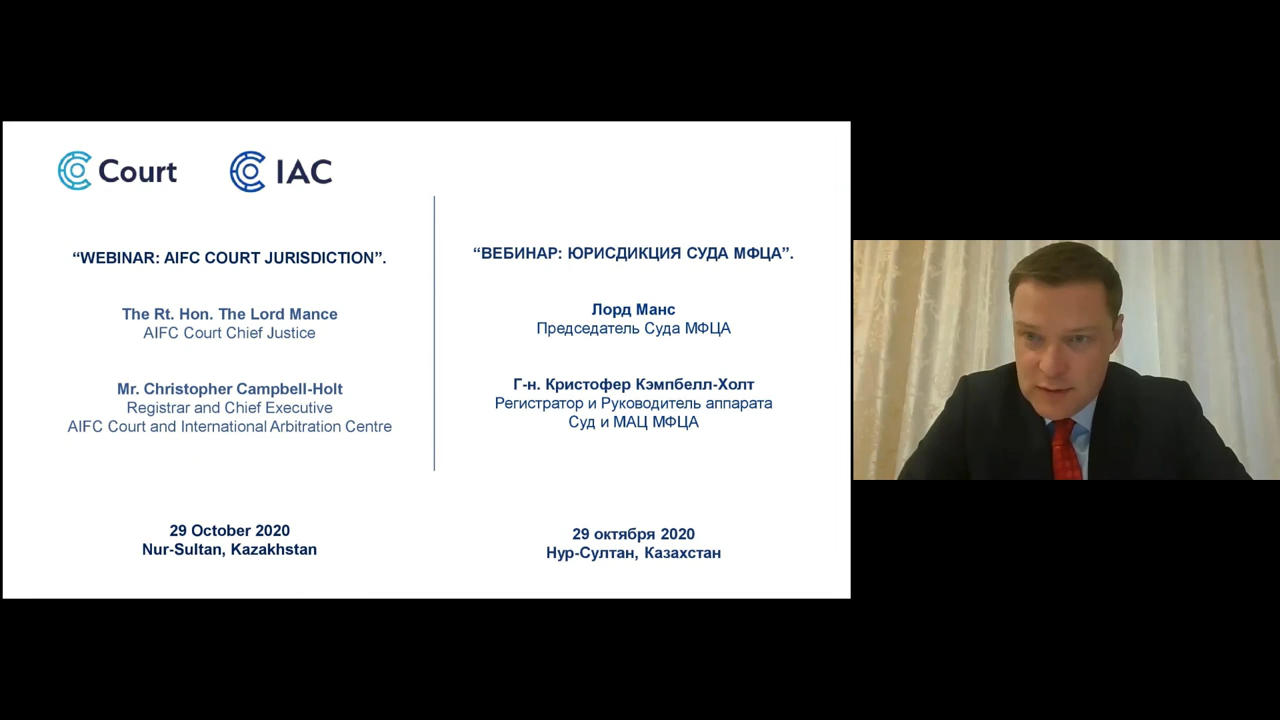 Court
IAC
“WEBINAR: AIFC COURT JURISDICTION”.
The Rt. Hon. The Lord Mance
AIFC Court Chief Justice
Mr. Christopher Campbell-Holt
Registrar and Chief Executive
AIFC Court and International Arbitration Centre
29 October 2020
Nur-Sultan, Kazakhstan
“ВЕБИНАР: ЮРИСДИКЦИЯ СУДА МФЦА”.
Лорд Манс
Председатель Суда МФЦА
Г-н. Кристофер Кэмпбелл-Холт
Регистратор и Руководитель аппарата
Суд и МАЦ МФЦА
29 октября 2020
Нур-Султан, Казахстан